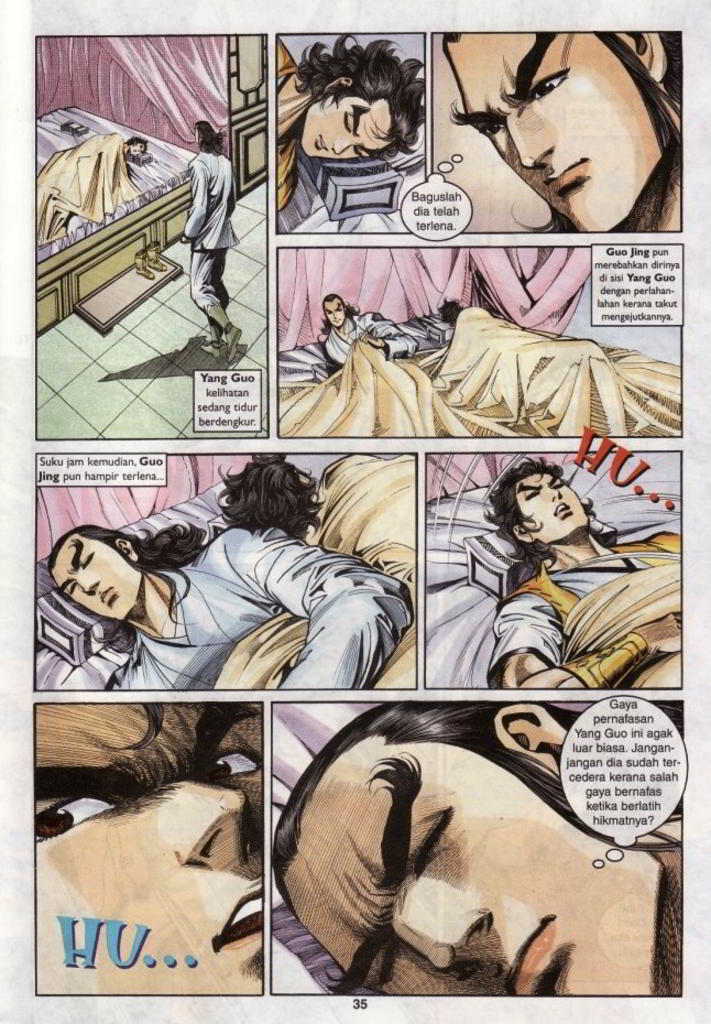 Yang Guo
kelihatan
sedang tidur
berdengkur.
Baguslah
dia telah
terlena.
Guo Jing pun
merebahkan dirinya
di sisi Yang Guo
dengan perlahan-
lahan kerana takut
mengejutkannya.
Suku jam kemudian, Guo
Jing pun hampir terlena...
HU...
HU...
Gaya
pernafasan
Yang Guo ini agak
luar biasa. Jangan-
jangan dia sudah ter-
cedera kerana salah
gaya bernafas
ketika berlatih
hikmatnya?
35